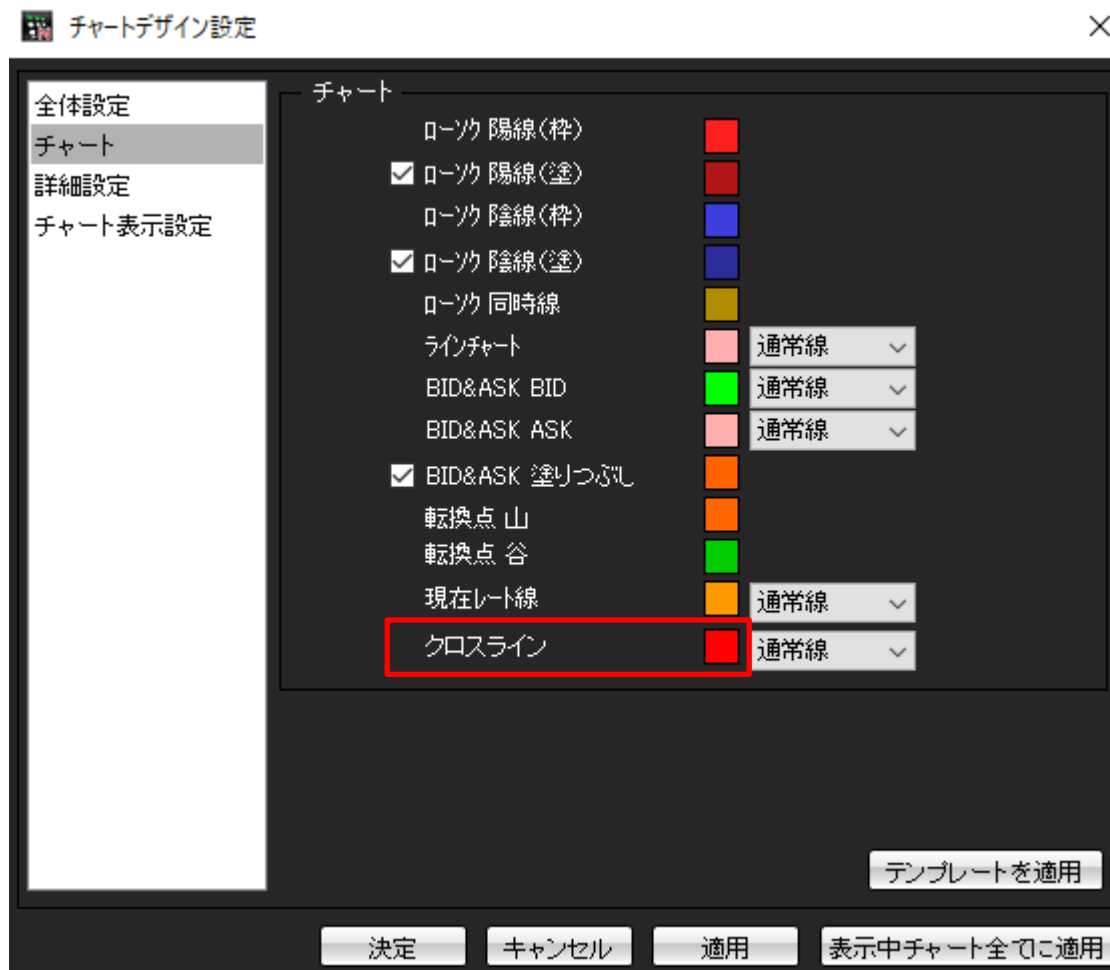 チャートデザイン設定
全体設定
チャート
詳細設定
チャート表示設定
チャート
ローソク 陽線(枠)
ローソク 陽線(塗)
ローソク 陰線(枠)
ローソク 陰線(塗)
ローソク 同時線
ラインチャート 通常線
BID&ASK BID 通常線
BID&ASK ASK 通常線
BID&ASK 塗りつぶし
転換点 山
転換点 谷
現在レート線 通常線
クロスライン 通常線
テンプレートを適用
決定 キャンセル 適用 表示中チャート全てに適用